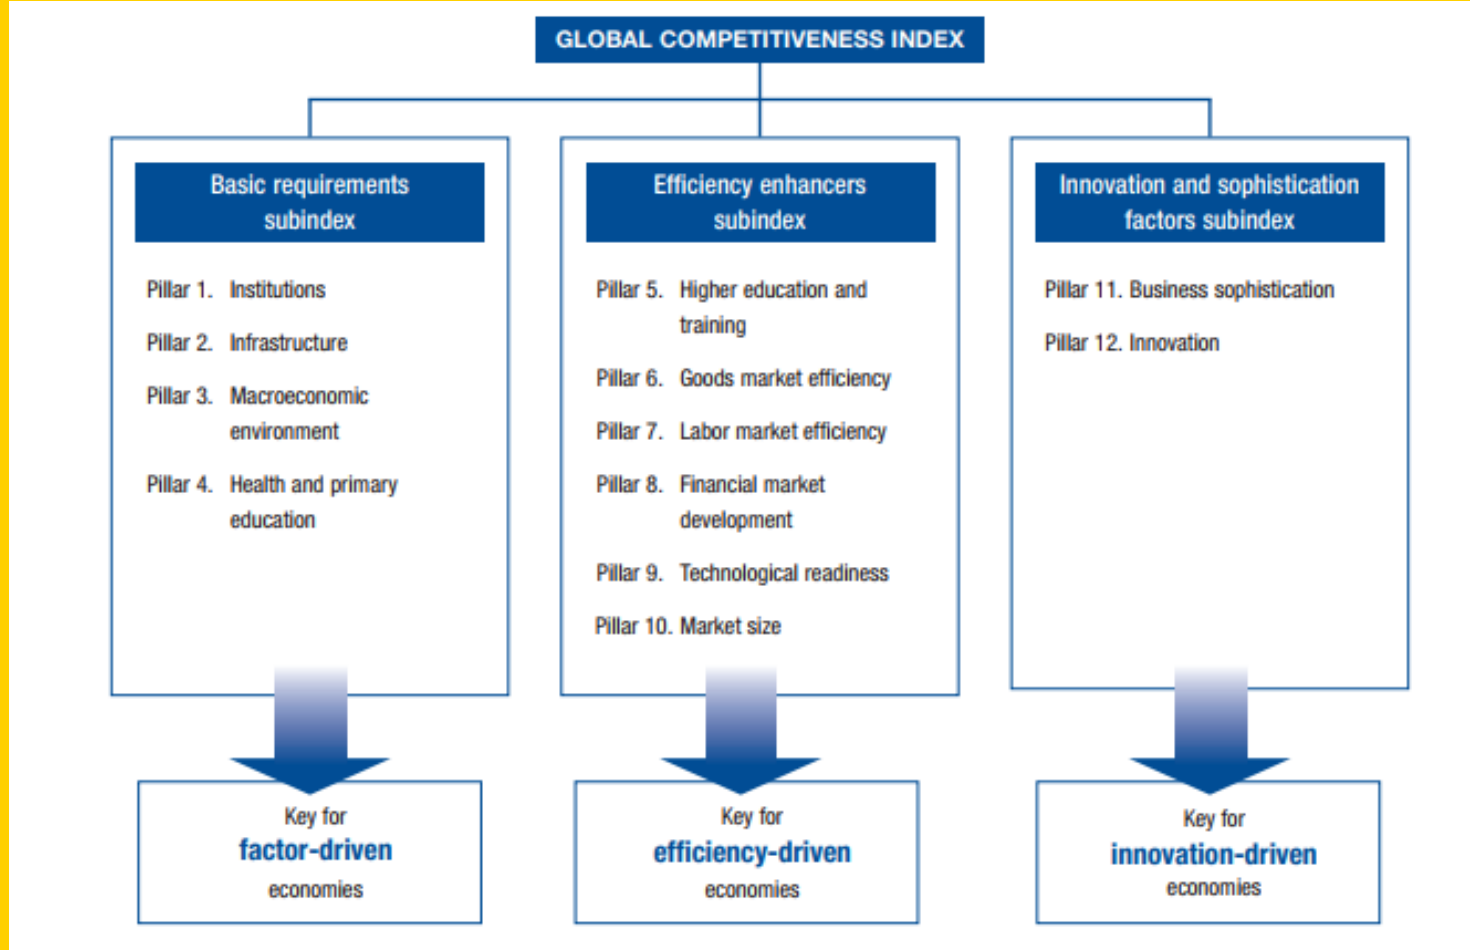 GLOBAL COMPETITIVENESS INDEX
Basic requirements
subindex
Pillar 1. Institutions
Pillar 2. Infrastructure
Pillar 3. Macroeconomic
environment
Pillar 4. Health and primary
education
Key for
factor-driven
economies
Efficiency enhancers
subindex
Pillar 5. Higher education and
training
Pillar 6. Goods market efficiency
Pillar 7. Labor market efficiency
Pillar 8. Financial market
development
Pillar 9. Technological readiness
Pillar 10. Market size
Key for
efficiency-driven
economies
Innovation and sophistication
factors subindex
Pillar 11. Business sophistication
Pillar 12. Innovation
Key for
innovation-driven
economies